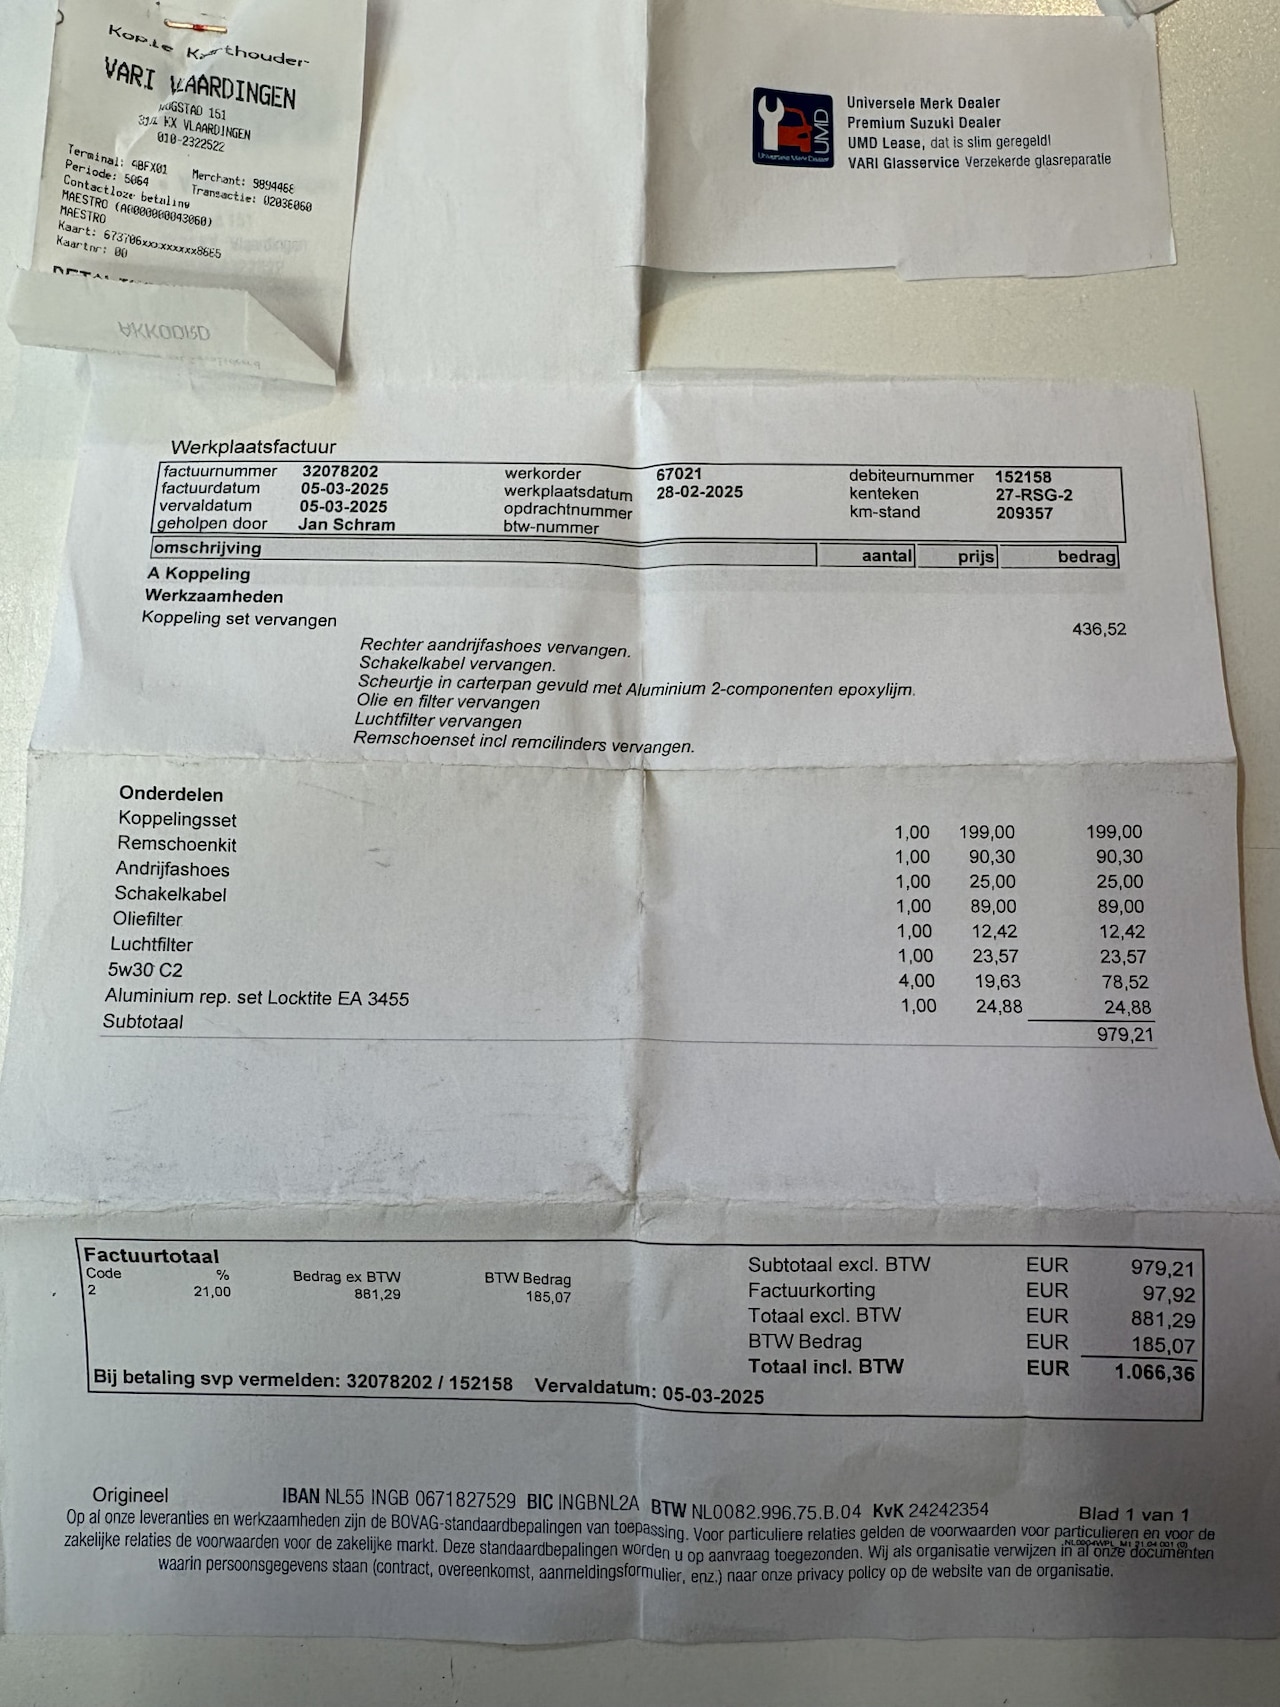 Kopie Kaarthouder
VARI VLAARDINGEN
HOGSTAD 151
KX VLAARDINGEN
010-2322522
Terminal: 4BFX01 Merchant: 9894468
Periode: 5064 Transactie: 02036060
Contactloze betaling
MAESTRO (A0000000043060)
MAESTRO
Kaart: 673706xxxxxxxxx8665
Kaartnr: 00
AKKOORD
UMD
Universele Merk Dealer
Universele Merk Dealer
Premium Suzuki Dealer
UMD Lease, dat is slim geregeld!
VARI Glasservice Verzekerde glasreparatie
Werkplaatsfactuur
factuurnummer 32078202 werkorder 67021 debiteurnummer 152158
factuurdatum 05-03-2025 werkplaatsdatum 28-02-2025 kenteken 27-RSG-2
vervaldatum 05-03-2025 opdrachtnummer km-stand 209357
geholpen door Jan Schram btw-nummer
omschrijving aantal prijs bedrag
A Koppeling
Werkzaamheden
Koppeling set vervangen 436,52
Rechter aandrijfashoes vervangen.
Schakelkabel vervangen.
Scheurtje in carterpan gevuld met Aluminium 2-componenten epoxylijm.
Olie en filter vervangen
Luchtfilter vervangen
Remschoenset incl remcilinders vervangen.
Onderdelen
Koppelingsset 1,00 199,00 199,00
Remschoenkit 1,00 90,30 90,30
Andrijfashoes 1,00 25,00 25,00
Schakelkabel 1,00 89,00 89,00
Oliefilter 1,00 12,42 12,42
Luchtfilter 1,00 23,57 23,57
5w30 C2 4,00 19,63 78,52
Aluminium rep. set Locktite EA 3455 1,00 24,88 24,88
Subtotaal 979,21
Factuurtotaal
Code % Bedrag ex BTW BTW Bedrag
2 21,00 881,29 185,07
Subtotaal excl. BTW EUR 979,21
Factuurkorting EUR 97,92
Totaal excl. BTW EUR 881,29
BTW Bedrag EUR 185,07
Totaal incl. BTW EUR 1.066,36
Bij betaling svp vermelden: 32078202 / 152158 Vervaldatum: 05-03-2025
Origineel IBAN NL55 INGB 0671827529 BIC INGBNL2A BTW NL0082.996.75.B.04 KvK 24242354 Blad 1 van 1
Op al onze leveranties en werkzaamheden zijn de BOVAG-standaardbepalingen van toepassing. Voor particuliere relaties gelden de voorwaarden voor particulieren en voor de
zakelijke relaties de voorwaarden voor de zakelijke markt. Deze standaardbepalingen worden u op aanvraag toegezonden. Wij als organisatie verwijzen in al onze documenten
waarin persoonsgegevens staan (contract, overeenkomst, aanmeldingsformulier, enz.) naar onze privacy policy op de website van de organisatie.